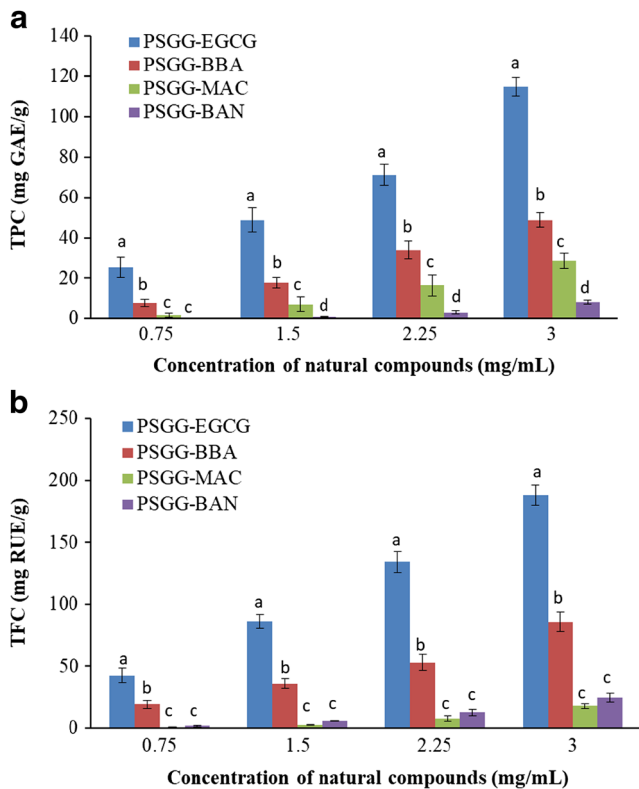 a
PSGG-EGCG
PSGG-BBA
PSGG-MAC
PSGG-BAN
TPC (mg GAE/g)
140
120
100
80
60
40
20
0
a b c c
a b c d
a b c d
a b c d
0.75 1.5 2.25 3
Concentration of natural compounds (mg/mL)
b
PSGG-EGCG
PSGG-BBA
PSGG-MAC
PSGG-BAN
TFC (mg RUE/g)
250
200
150
100
50
0
a b c c
a b c c
a b c c
a b c c
0.75 1.5 2.25 3
Concentration of natural compounds (mg/mL)